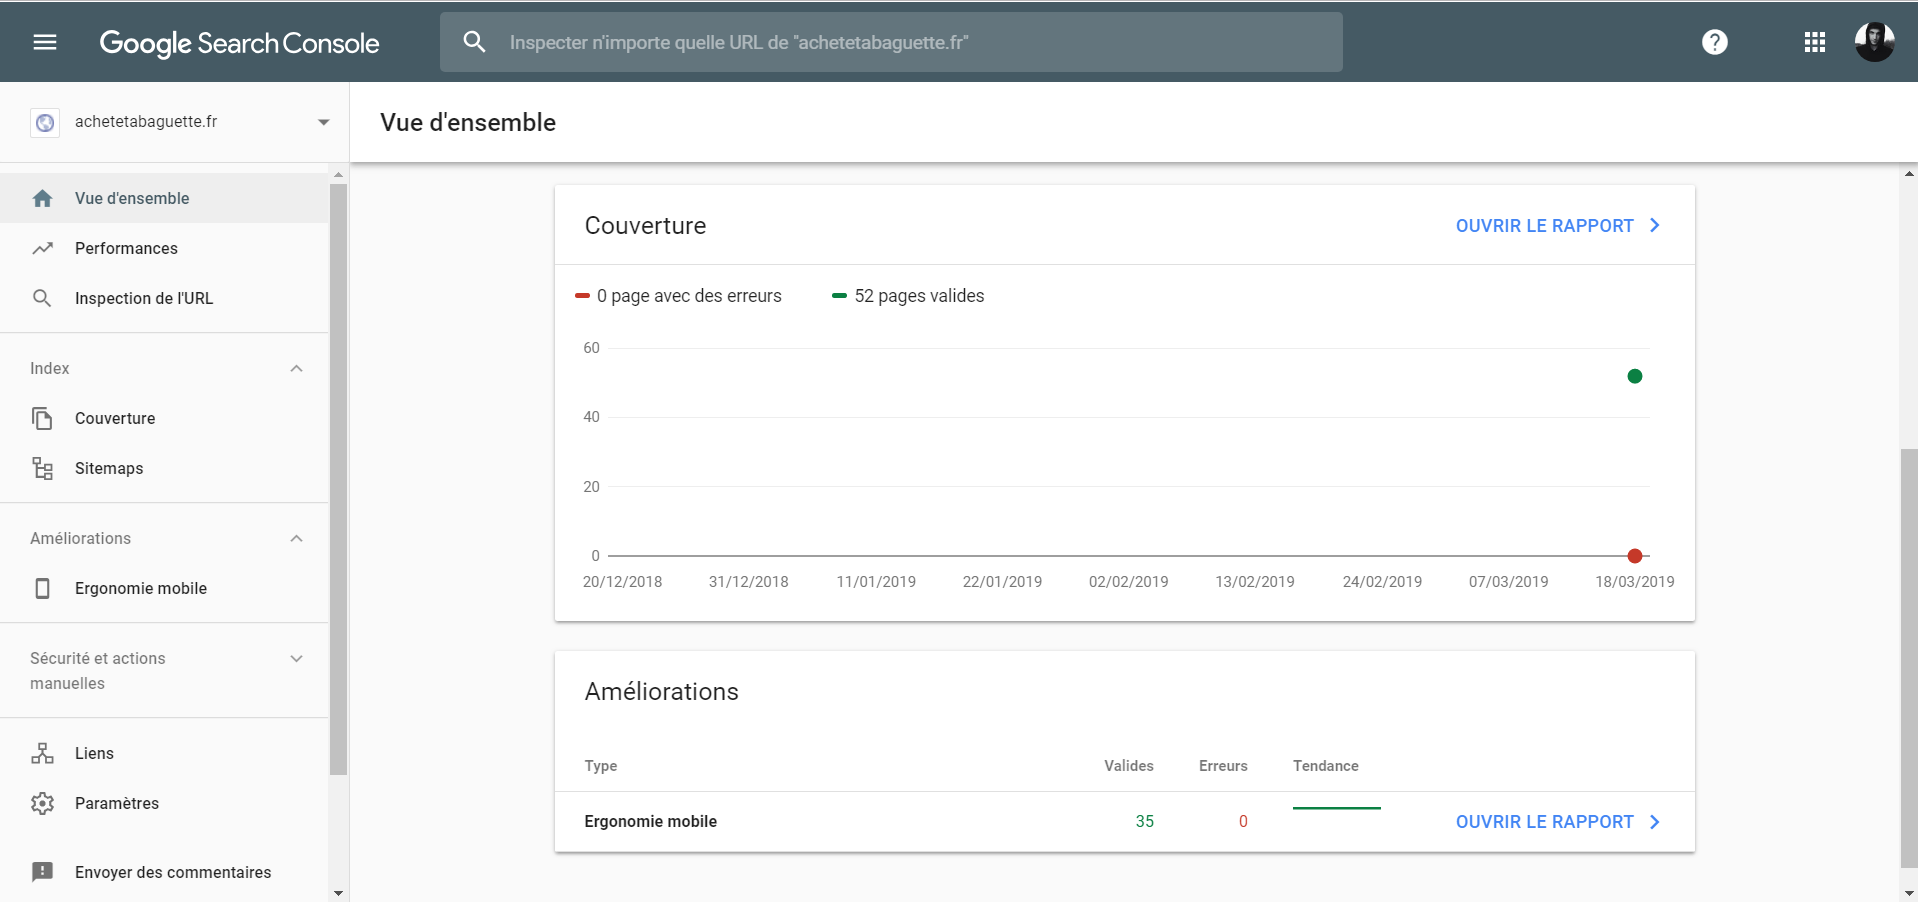 Google Search Console
Inspecter n'importe quelle URL de "achetetabaguette.fr"
?
achetetabaguette.fr
Vue d'ensemble
Performances
Inspection de l'URL
Index
Couverture
Sitemaps
Améliorations
Ergonomie mobile
Sécurité et actions
manuelles
Liens
Paramètres
Envoyer des commentaires
Vue d'ensemble
Couverture
OUVRIR LE RAPPORT
0 page avec des erreurs
52 pages valides
60
40
20
0
20/12/2018 31/12/2018 11/01/2019 22/01/2019 02/02/2019 13/02/2019 24/02/2019 07/03/2019 18/03/2019
Améliorations
Type Valides Erreurs Tendance
Ergonomie mobile 35 0 OUVRIR LE RAPPORT